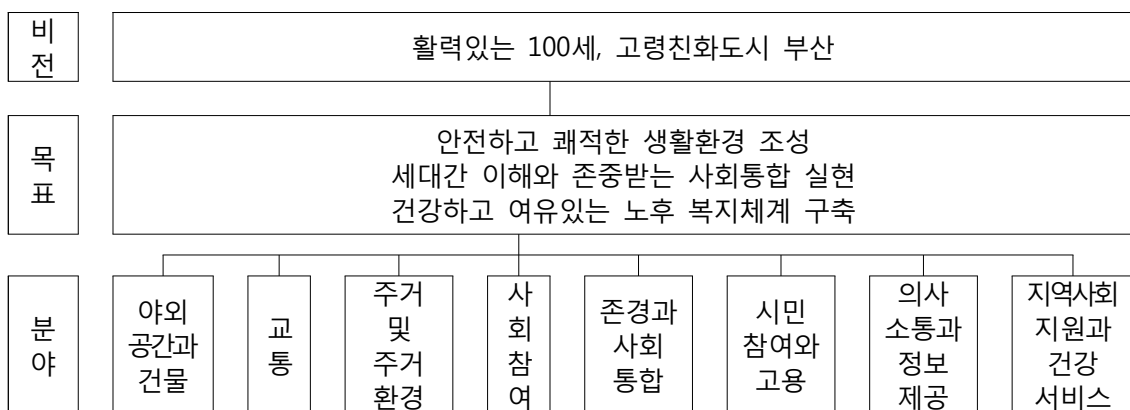 비
전
활력있는 100세, 고령친화도시 부산
목
표
안전하고 쾌적한 생활환경 조성
세대간 이해와 존중받는 사회통합 실현
건강하고 여유있는 노후 복지체계 구축
분
야
야외
공간과
건물
교
통
주거
및
주거
환경
사
회
참
여
존경과
사회
통합
시민
참여와
고용
의사
소통과
정보
제공
지역사회
지원과
건강
서비스